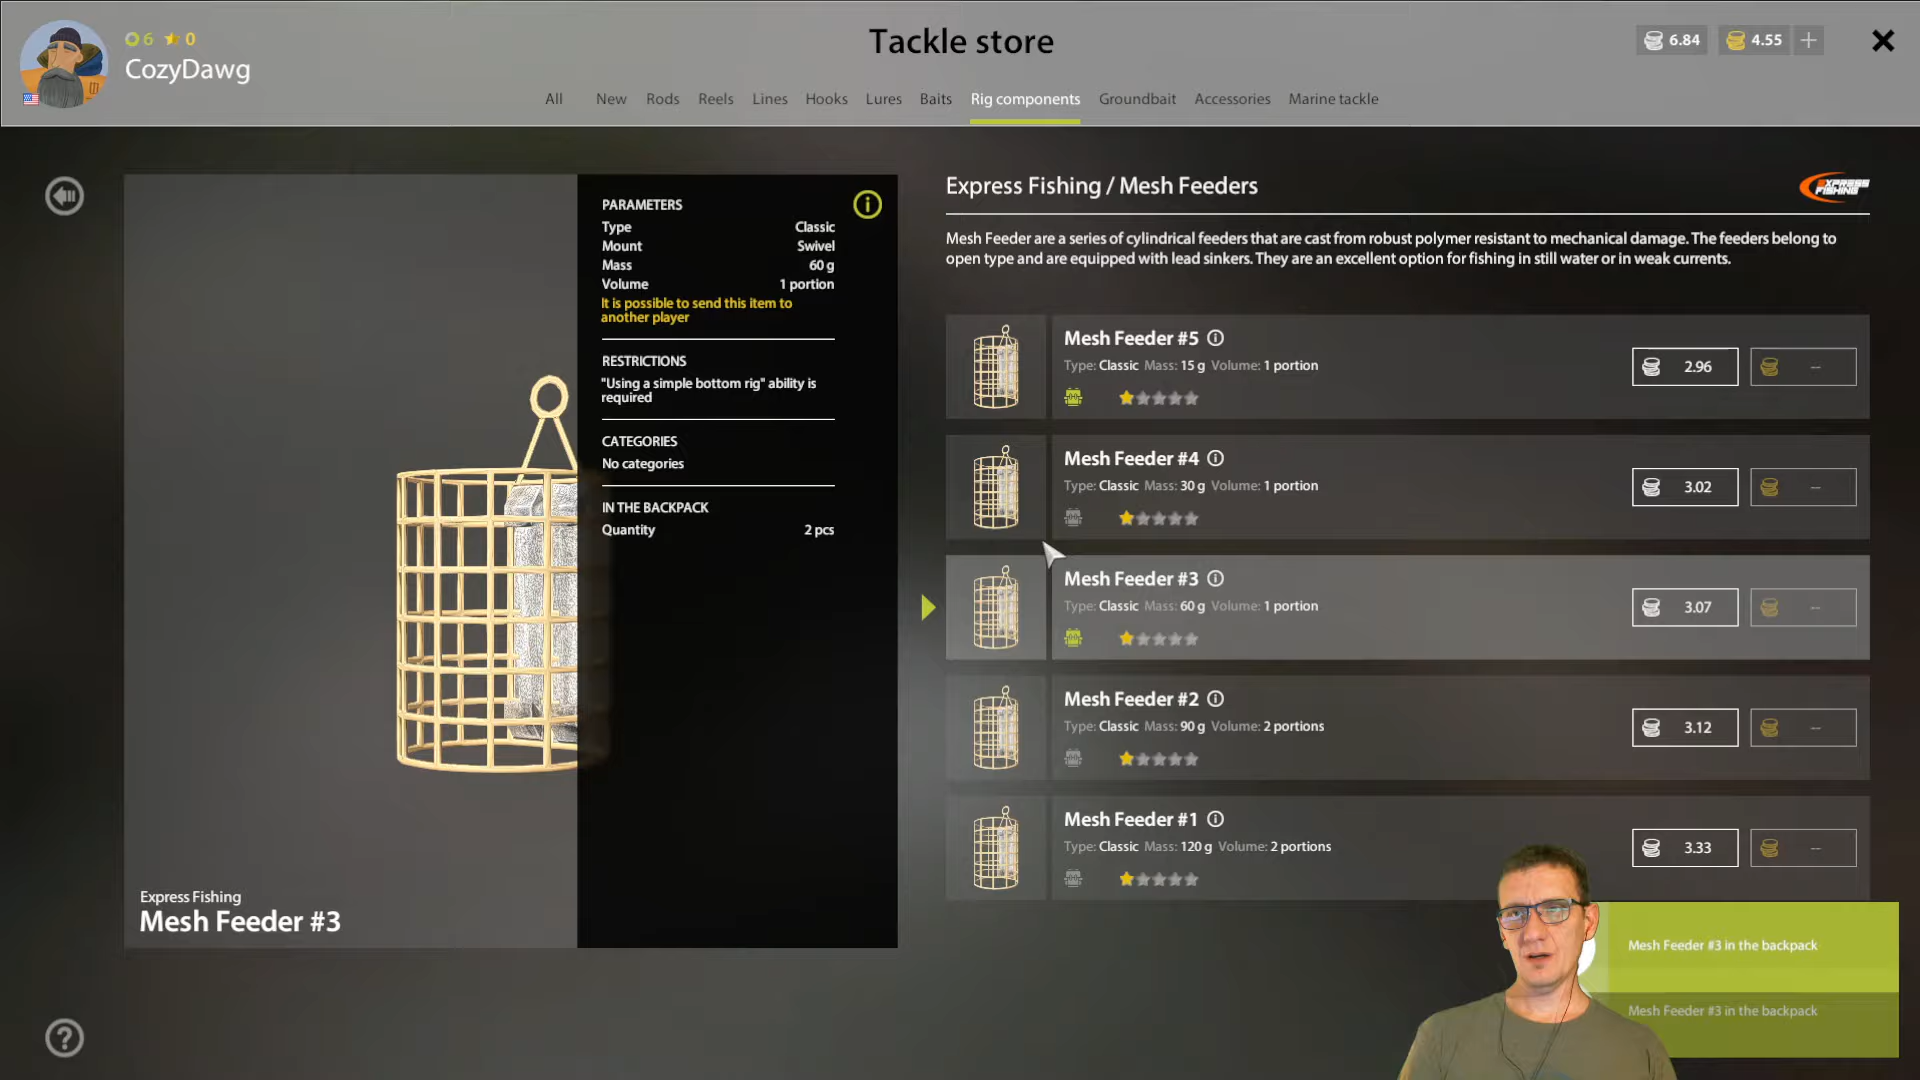 6 0
CozyDawg
Tackle store
6.84 4.55
All New Rods Reels Lines Hooks Lures Baits Rig components Groundbait Accessories Marine tackle
PARAMETERS
Type Classic
Mount Swivel
Mass 60 g
Volume 1 portion
It is possible to send this item to
another player
RESTRICTIONS
"Using a simple bottom rig" ability is
required
CATEGORIES
No categories
IN THE BACKPACK
Quantity 2 pcs
Express Fishing
Mesh Feeder #3
Express Fishing / Mesh Feeders
EXPRESS
FISHING
Mesh Feeder are a series of cylindrical feeders that are cast from robust polymer resistant to mechanical damage. The feeders belong to
open type and are equipped with lead sinkers. They are an excellent option for fishing in still water or in weak currents.
Mesh Feeder #5
Type: Classic Mass: 15 g Volume: 1 portion
2.96 --
Mesh Feeder #4
Type: Classic Mass: 30 g Volume: 1 portion
3.02 --
Mesh Feeder #3
Type: Classic Mass: 60 g Volume: 1 portion
3.07 --
Mesh Feeder #2
Type: Classic Mass: 90 g Volume: 2 portions
3.12 --
Mesh Feeder #1
Type: Classic Mass: 120 g Volume: 2 portions
3.33 --
Mesh Feeder #3 in the backpack
Mesh Feeder #3 in the backpack